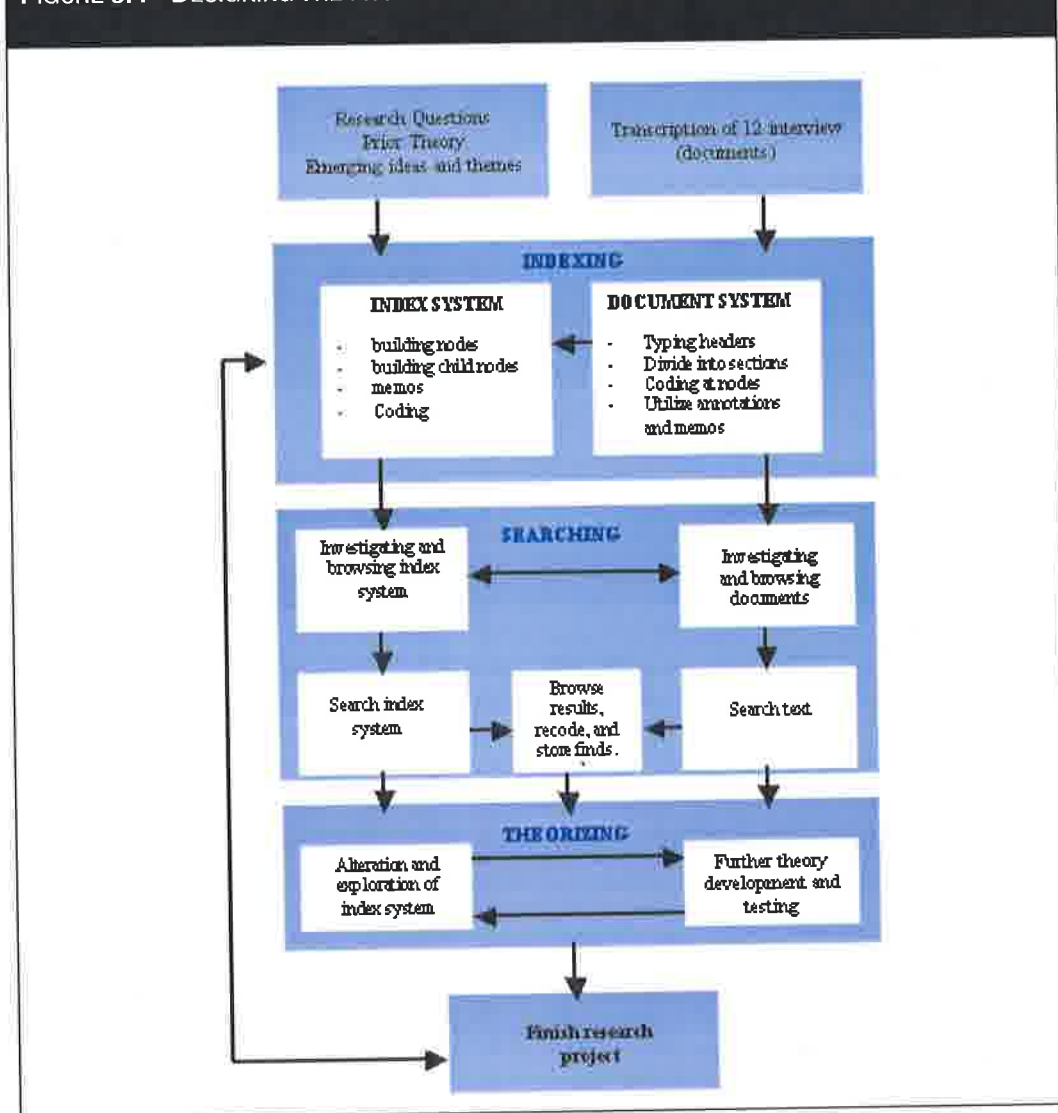 Research Questions
Prior Theory
Emerging ideas and themes
Transcription of 12 interview
(documents)
INDEXING
INDEX SYSTEM
- building nodes
- building child nodes
- memos
- Coding
DOCUMENT SYSTEM
- Typing headers
- Divide into sections
- Coding at nodes
- Utilize annotations
and memos
SEARCHING
Investigating and
browsing index
system
Investigating
and browsing
documents
Search index
system
Browse
results,
recode, and
store finds.
Search text
THEORIZING
Alteration and
exploration of
index system
Further theory
development and
testing
Finish research
project